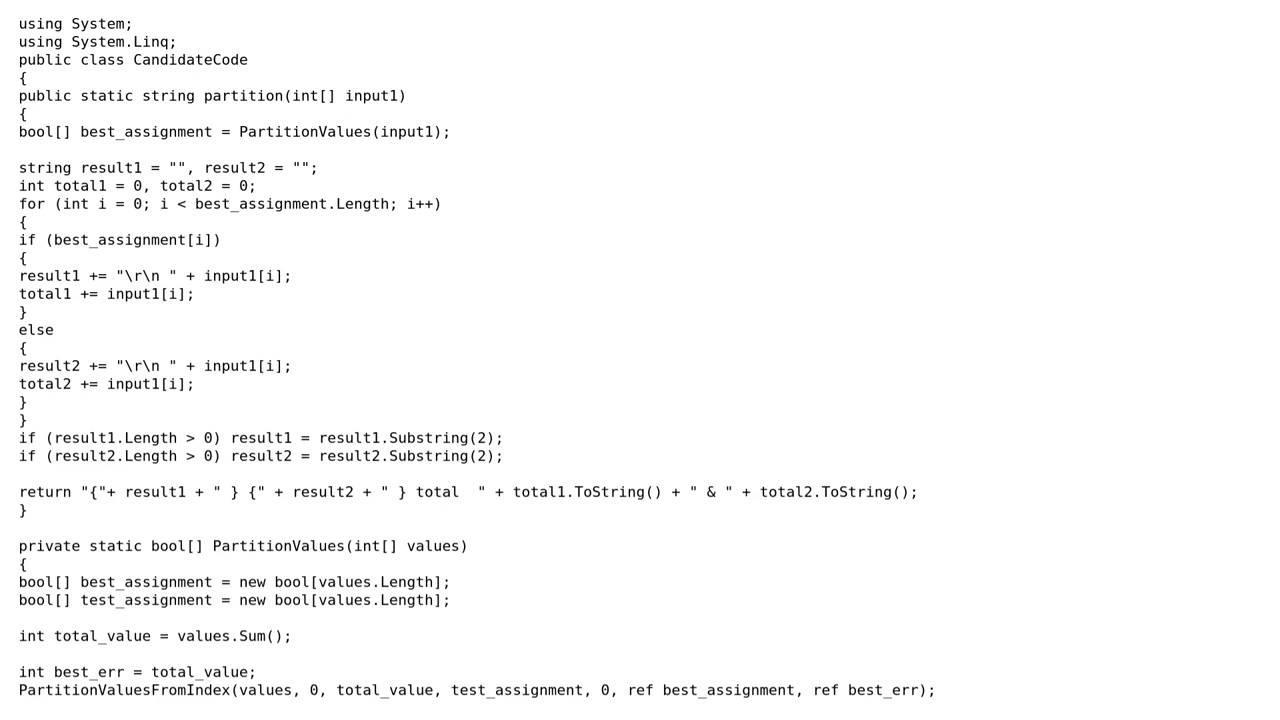 using System;
using System.Linq;
public class CandidateCode
{
public static string partition(int[] input1)
{
bool[] best_assignment = PartitionValues(input1);

string result1 = "", result2 = "";
int total1 = 0, total2 = 0;
for (int i = 0; i < best_assignment.Length; i++)
{
if (best_assignment[i])
{
result1 += "\r\n " + input1[i];
total1 += input1[i];
}
else
{
result2 += "\r\n " + input1[i];
total2 += input1[i];
}
}
if (result1.Length > 0) result1 = result1.Substring(2);
if (result2.Length > 0) result2 = result2.Substring(2);

return "{"+ result1 + " } {" + result2 + " } total  " + total1.ToString() + " & " + total2.ToString();
}

private static bool[] PartitionValues(int[] values)
{
bool[] best_assignment = new bool[values.Length];
bool[] test_assignment = new bool[values.Length];

int total_value = values.Sum();

int best_err = total_value;
PartitionValuesFromIndex(values, 0, total_value, test_assignment, 0, ref best_assignment, ref best_err);